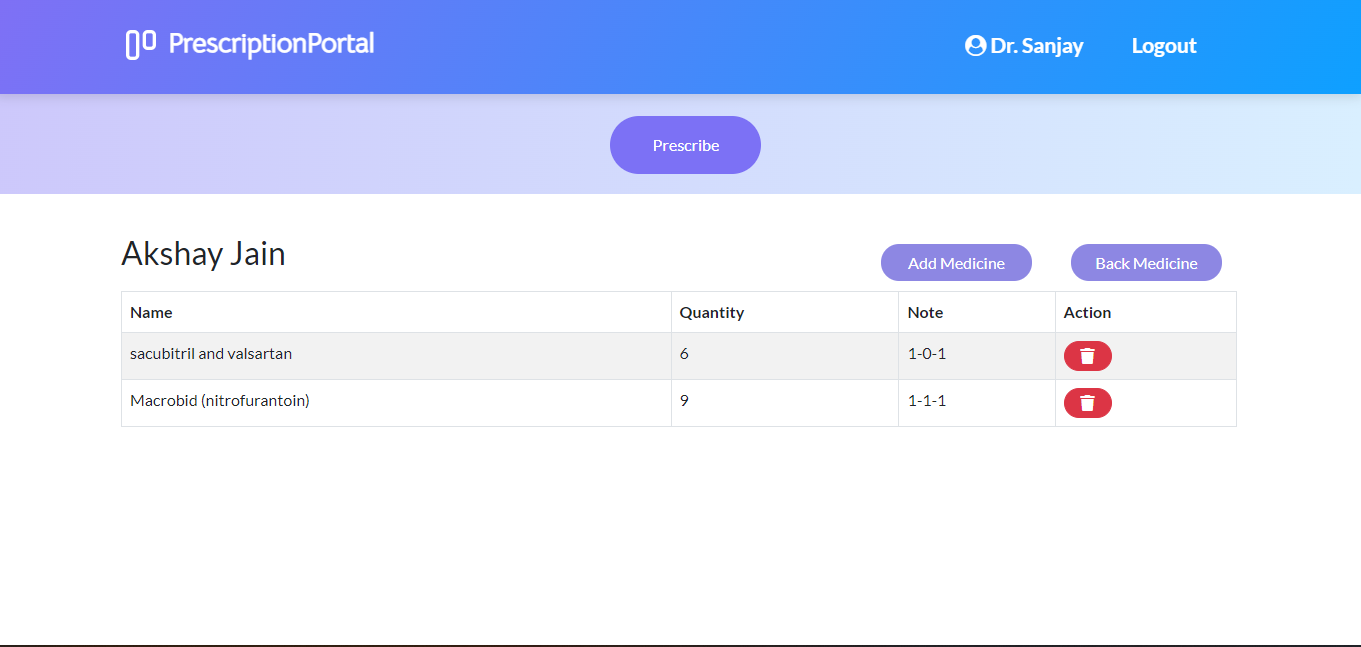 PrescriptionPortal Dr. Sanjay Logout
Prescribe
Akshay Jain Add Medicine Back Medicine
Name Quantity Note Action
sacubitril and valsartan 6 1-0-1
Macrobid (nitrofurantoin) 9 1-1-1